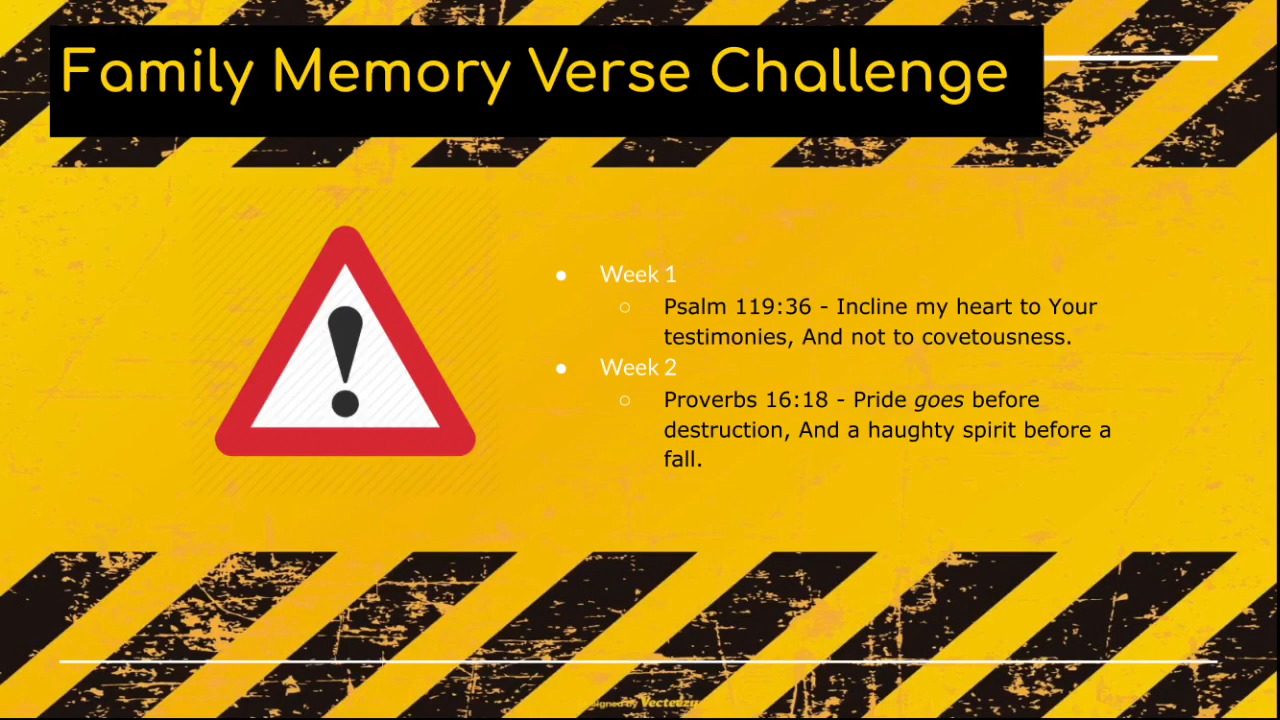 Family Memory Verse Challenge
● Week 1
○ Psalm 119:36 - Incline my heart to Your
testimonies, And not to covetousness.
● Week 2
○ Proverbs 16:18 - Pride goes before
destruction, And a haughty spirit before a
fall.
Vecteezy